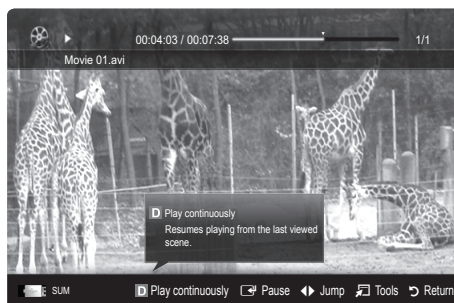 00:04:03 / 00:07:38 1/1
Movie 01.avi
D Play continuously
Resumes playing from the last viewed
scene.
SUM D Play continuously Pause Jump Tools Return